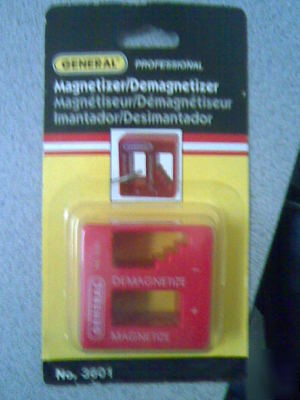 GENERAL PROFESSIONAL
Magnetizer/Demagnetizer
Magnétiseur/Démagnétiseur
Imantador/Desimantador
GENERAL
DEMAGNETIZE
MAGNETIZE
No. 3601